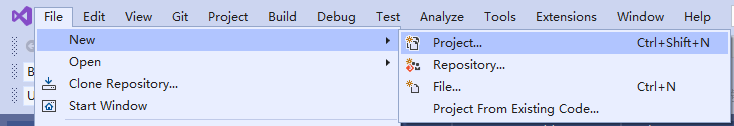 File Edit View Git Project Build Debug Test Analyze Tools Extensions Window Help
New
Project... Ctrl+Shift+N
Open
Repository...
Clone Repository...
File... Ctrl+N
Start Window
Project From Existing Code...